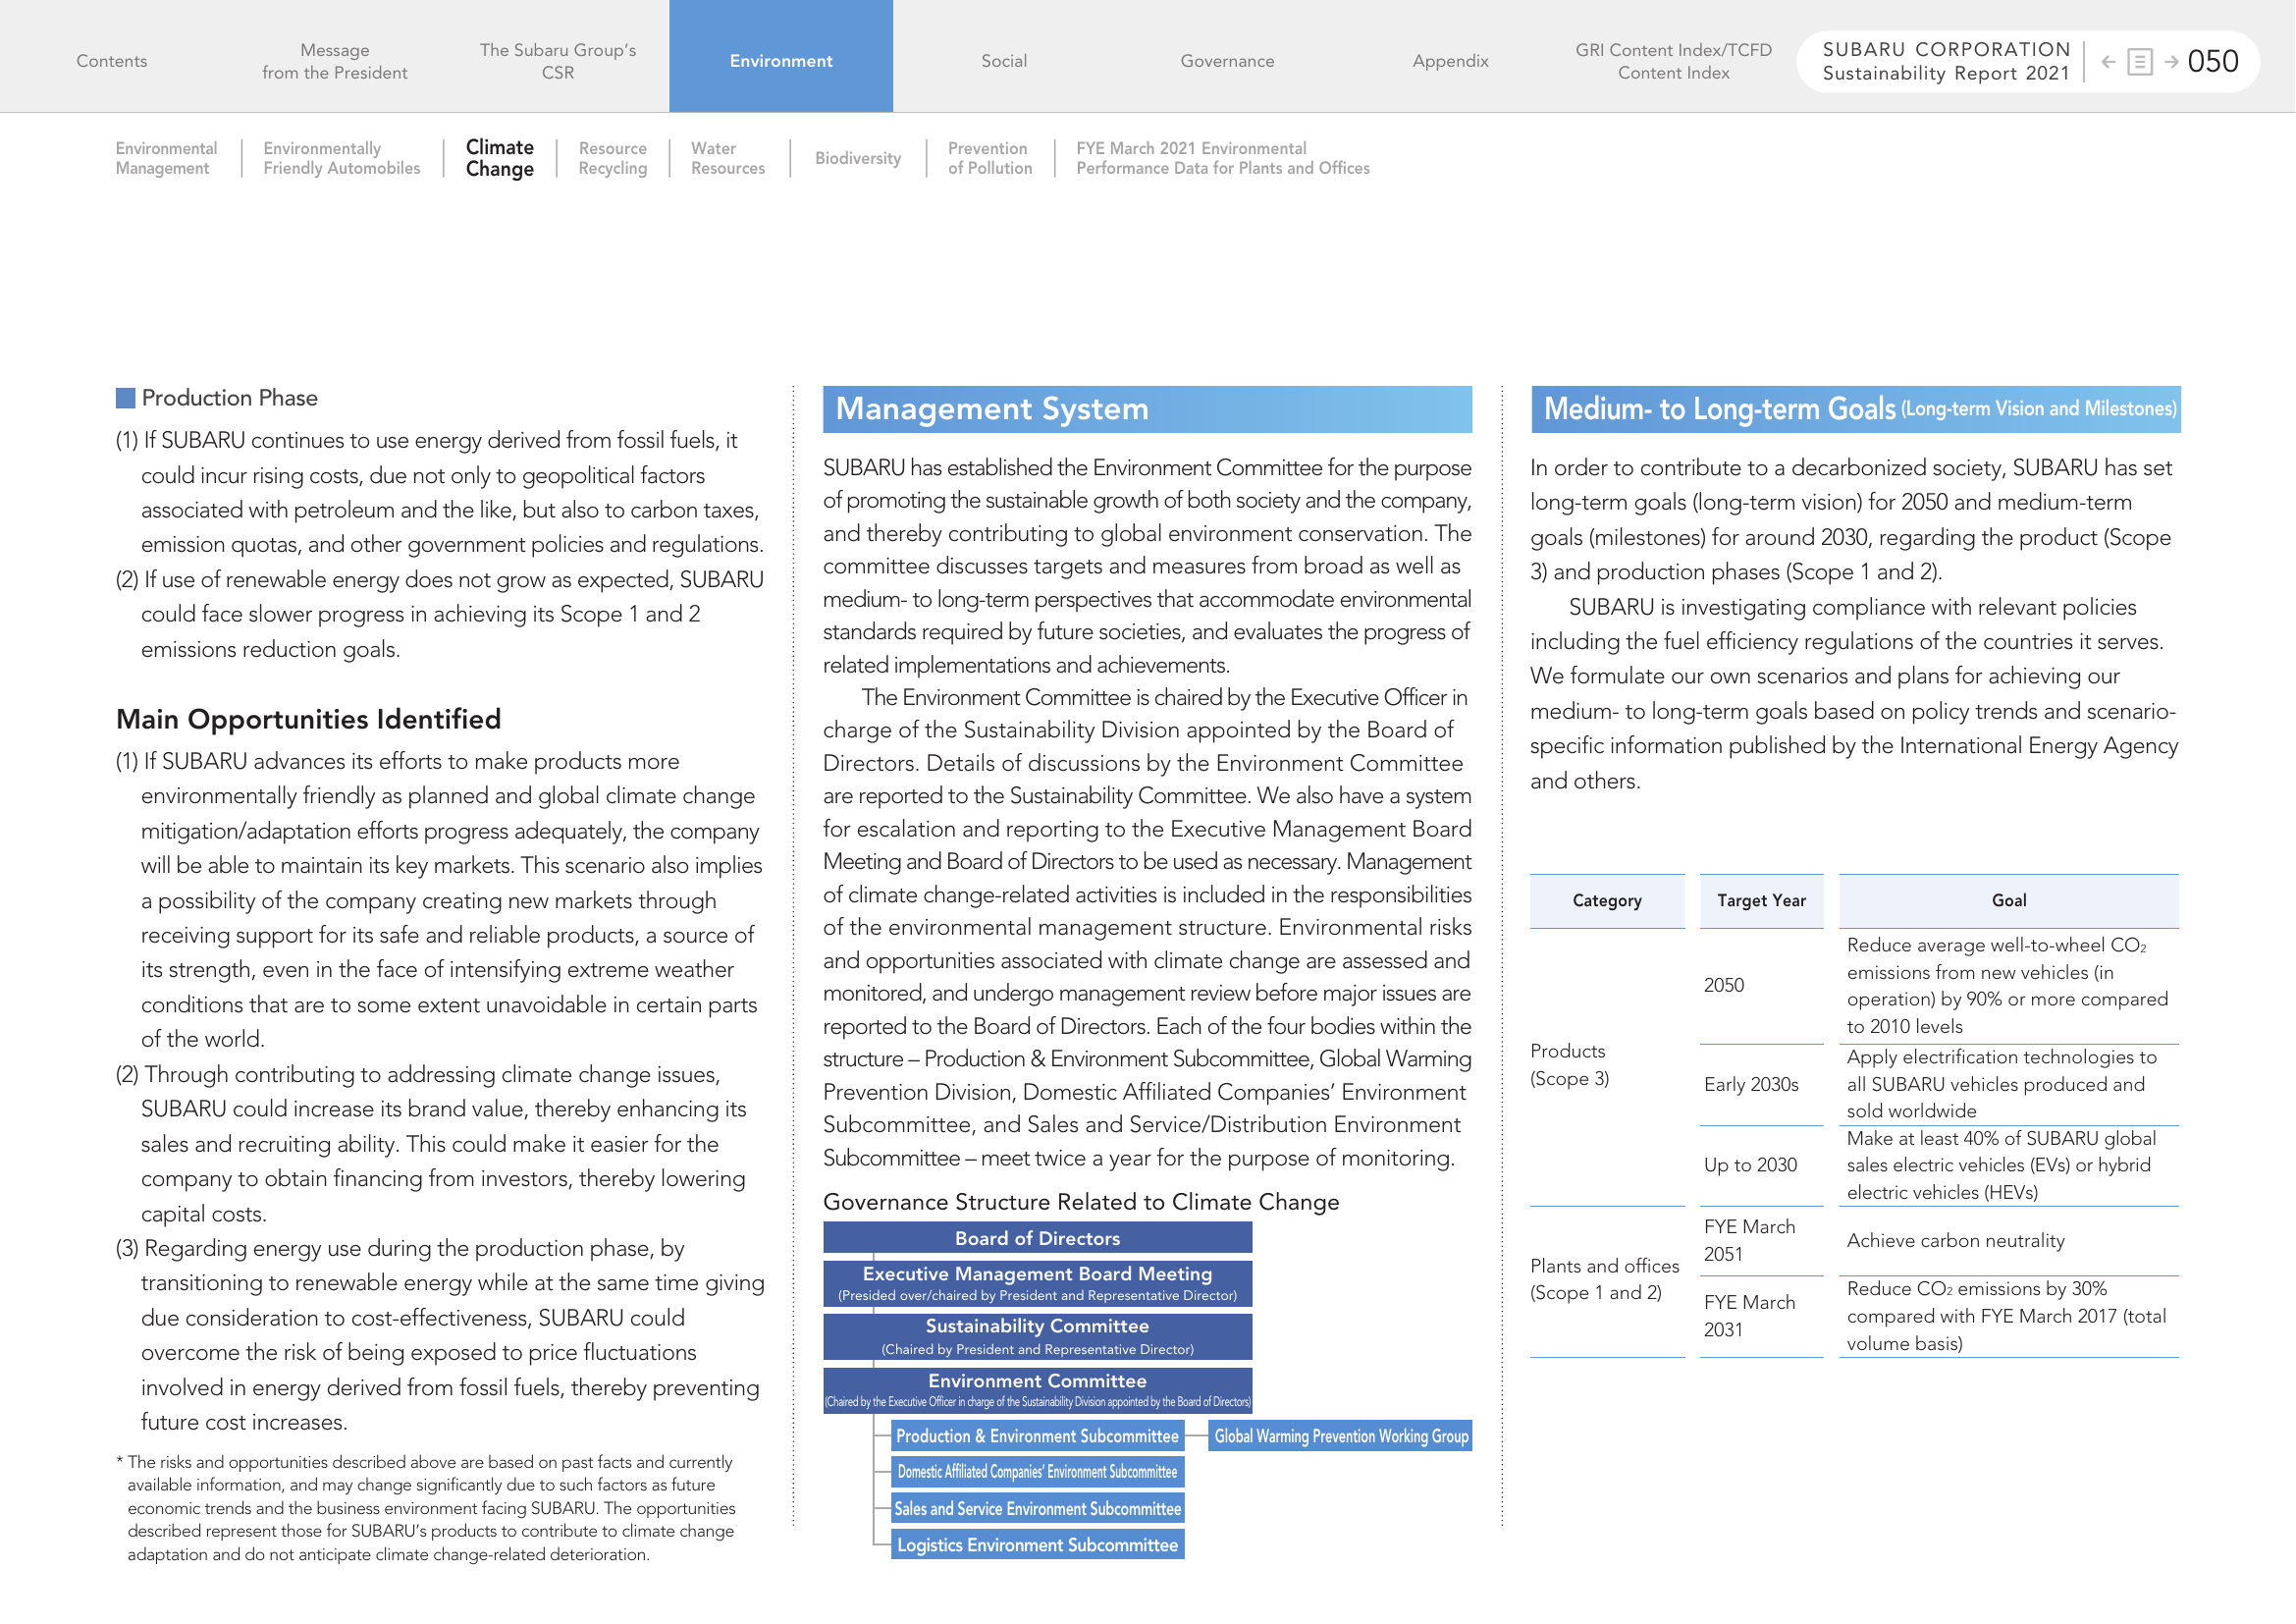 Contents
Message
from the President
The Subaru Group's
CSR
Environment
Social
Governance
Appendix
GRI Content Index/TCFD
Content Index
SUBARU CORPORATION
Sustainability Report 2021
050
Environmental
Management
Environmentally
Friendly Automobiles
Climate
Change
Resource
Recycling
Water
Resources
Biodiversity
Prevention
of Pollution
FYE March 2021 Environmental
Performance Data for Plants and Offices
Production Phase
(1) If SUBARU continues to use energy derived from fossil fuels, it
could incur rising costs, due not only to geopolitical factors
associated with petroleum and the like, but also to carbon taxes,
emission quotas, and other government policies and regulations.
(2) If use of renewable energy does not grow as expected, SUBARU
could face slower progress in achieving its Scope 1 and 2
emissions reduction goals.
Main Opportunities Identified
(1) If SUBARU advances its efforts to make products more
environmentally friendly as planned and global climate change
mitigation/adaptation efforts progress adequately, the company
will be able to maintain its key markets. This scenario also implies
a possibility of the company creating new markets through
receiving support for its safe and reliable products, a source of
its strength, even in the face of intensifying extreme weather
conditions that are to some extent unavoidable in certain parts
of the world.
(2) Through contributing to addressing climate change issues,
SUBARU could increase its brand value, thereby enhancing its
sales and recruiting ability. This could make it easier for the
company to obtain financing from investors, thereby lowering
capital costs.
(3) Regarding energy use during the production phase, by
transitioning to renewable energy while at the same time giving
due consideration to cost-effectiveness, SUBARU could
overcome the risk of being exposed to price fluctuations
involved in energy derived from fossil fuels, thereby preventing
future cost increases.
* The risks and opportunities described above are based on past facts and currently
available information, and may change significantly due to such factors as future
economic trends and the business environment facing SUBARU. The opportunities
described represent those for SUBARU's products to contribute to climate change
adaptation and do not anticipate climate change-related deterioration.
Management System
SUBARU has established the Environment Committee for the purpose
of promoting the sustainable growth of both society and the company,
and thereby contributing to global environment conservation. The
committee discusses targets and measures from broad as well as
medium- to long-term perspectives that accommodate environmental
standards required by future societies, and evaluates the progress of
related implementations and achievements.
The Environment Committee is chaired by the Executive Officer in
charge of the Sustainability Division appointed by the Board of
Directors. Details of discussions by the Environment Committee
are reported to the Sustainability Committee. We also have a system
for escalation and reporting to the Executive Management Board
Meeting and Board of Directors to be used as necessary. Management
of climate change-related activities is included in the responsibilities
of the environmental management structure. Environmental risks
and opportunities associated with climate change are assessed and
monitored, and undergo management review before major issues are
reported to the Board of Directors. Each of the four bodies within the
structure – Production & Environment Subcommittee, Global Warming
Prevention Division, Domestic Affiliated Companies' Environment
Subcommittee, and Sales and Service/Distribution Environment
Subcommittee – meet twice a year for the purpose of monitoring.
Governance Structure Related to Climate Change
Board of Directors
Executive Management Board Meeting
(Presided over/chaired by President and Representative Director)
Sustainability Committee
(Chaired by President and Representative Director)
Environment Committee
(Chaired by the Executive Officer in charge of the Sustainability Division appointed by the Board of Directors)
Production & Environment Subcommittee
Global Warming Prevention Working Group
Domestic Affiliated Companies' Environment Subcommittee
Sales and Service Environment Subcommittee
Logistics Environment Subcommittee
Medium- to Long-term Goals (Long-term Vision and Milestones)
In order to contribute to a decarbonized society, SUBARU has set
long-term goals (long-term vision) for 2050 and medium-term
goals (milestones) for around 2030, regarding the product (Scope
3) and production phases (Scope 1 and 2).
SUBARU is investigating compliance with relevant policies
including the fuel efficiency regulations of the countries it serves.
We formulate our own scenarios and plans for achieving our
medium- to long-term goals based on policy trends and scenario-
specific information published by the International Energy Agency
and others.
Category
Target Year
Goal
Products
(Scope 3)
2050
Reduce average well-to-wheel CO₂
emissions from new vehicles (in
operation) by 90% or more compared
to 2010 levels
Early 2030s
Apply electrification technologies to
all SUBARU vehicles produced and
sold worldwide
Up to 2030
Make at least 40% of SUBARU global
sales electric vehicles (EVs) or hybrid
electric vehicles (HEVs)
Plants and offices
(Scope 1 and 2)
FYE March
2051
Achieve carbon neutrality
FYE March
2031
Reduce CO₂ emissions by 30%
compared with FYE March 2017 (total
volume basis)